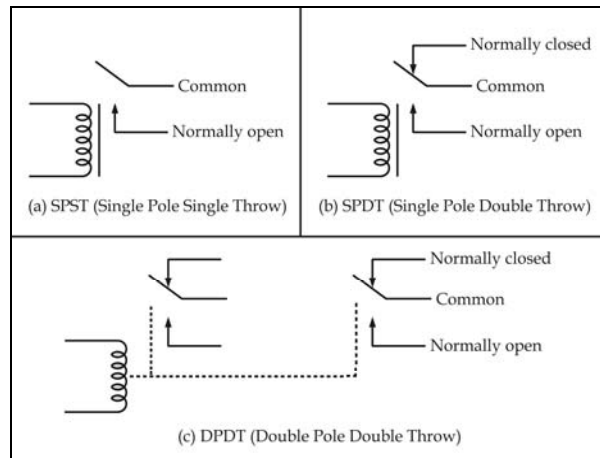 Common
Normally open
(a) SPST (Single Pole Single Throw)
Normally closed
Common
Normally open
(b) SPDT (Single Pole Double Throw)
Normally closed
Common
Normally open
(c) DPDT (Double Pole Double Throw)